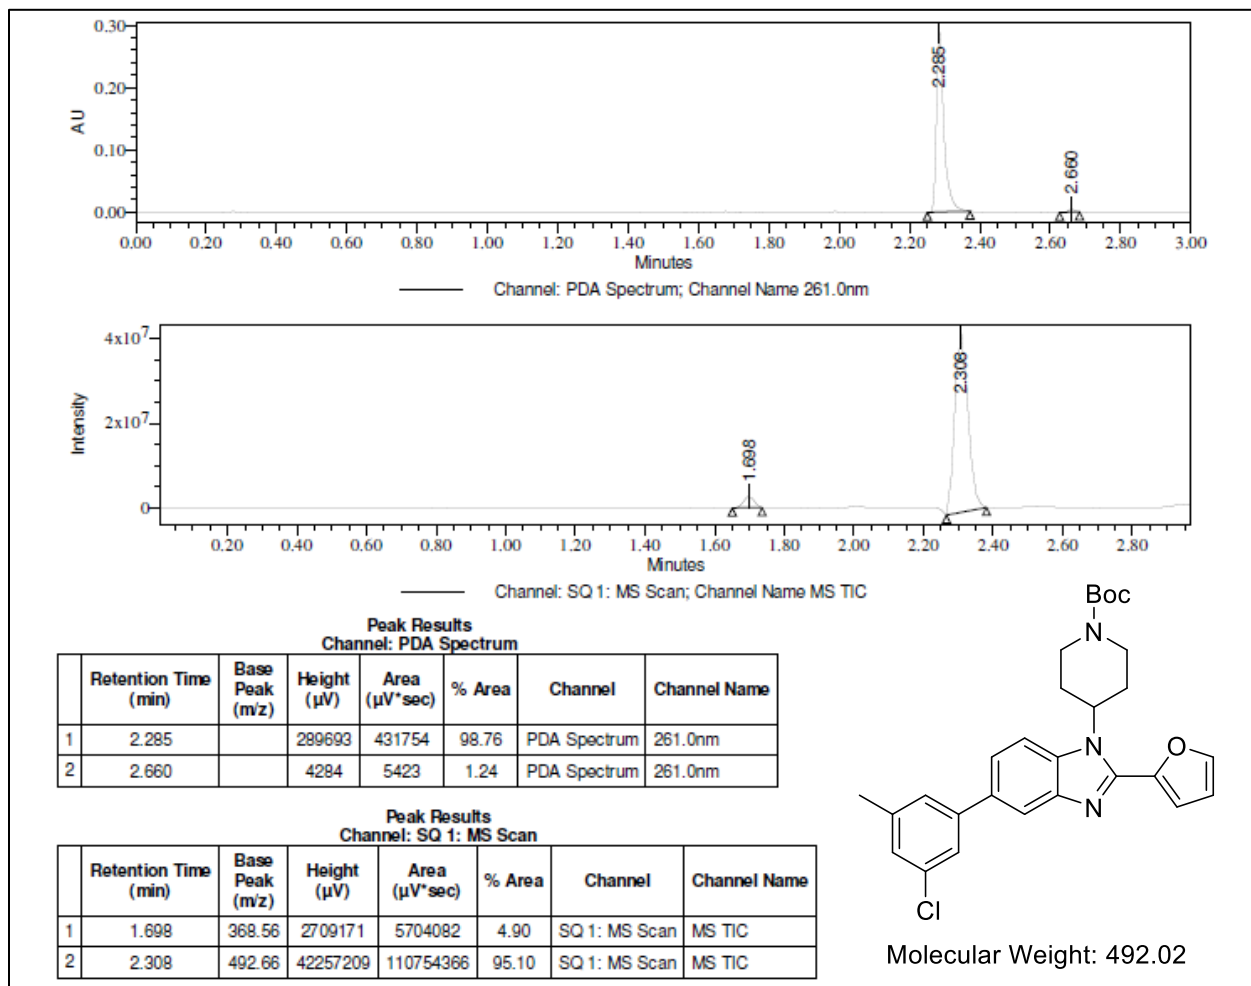 0.30
0.20
0.10
0.00
AU
2.285
2.660
0.00 0.20 0.40 0.60 0.80 1.00 1.20 1.40 1.60 1.80 2.00 2.20 2.40 2.60 2.80 3.00
Minutes
Channel: PDA Spectrum; Channel Name 261.0nm
4x10⁷
2x10⁷
0
Intensity
1.698
2.308
0.20 0.40 0.60 0.80 1.00 1.20 1.40 1.60 1.80 2.00 2.20 2.40 2.60 2.80
Minutes
Channel: SQ 1: MS Scan; Channel Name MS TIC
Peak Results
Channel: PDA Spectrum
Retention Time (min) Base Peak (m/z) Height (µV) Area (µV*sec) % Area Channel Channel Name
1 2.285 289693 431754 98.76 PDA Spectrum 261.0nm
2 2.660 4284 5423 1.24 PDA Spectrum 261.0nm
Peak Results
Channel: SQ 1: MS Scan
Retention Time (min) Base Peak (m/z) Height (µV) Area (µV*sec) % Area Channel Channel Name
1 1.698 368.56 2709171 5704082 4.90 SQ 1: MS Scan MS TIC
2 2.308 492.66 42257209 110754366 95.10 SQ 1: MS Scan MS TIC
Boc
N
N
O
N
Cl
Molecular Weight: 492.02